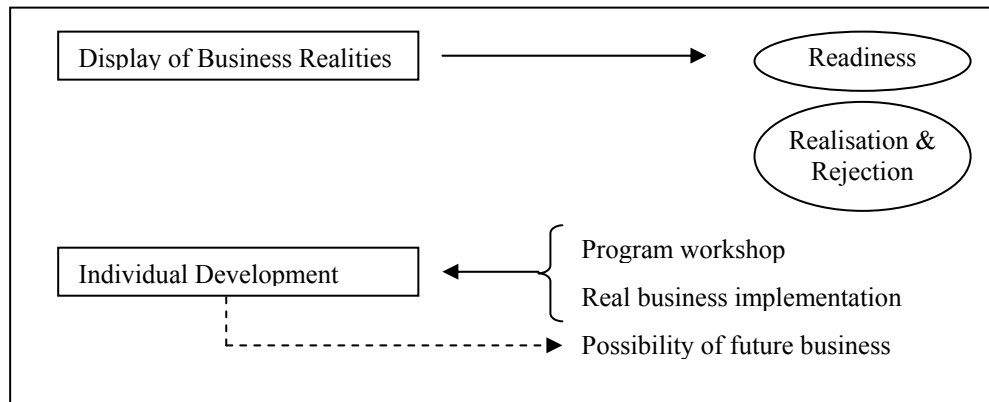 Display of Business Realities
Readiness
Realisation &
Rejection
Program workshop
Individual Development
Real business implementation
Possibility of future business